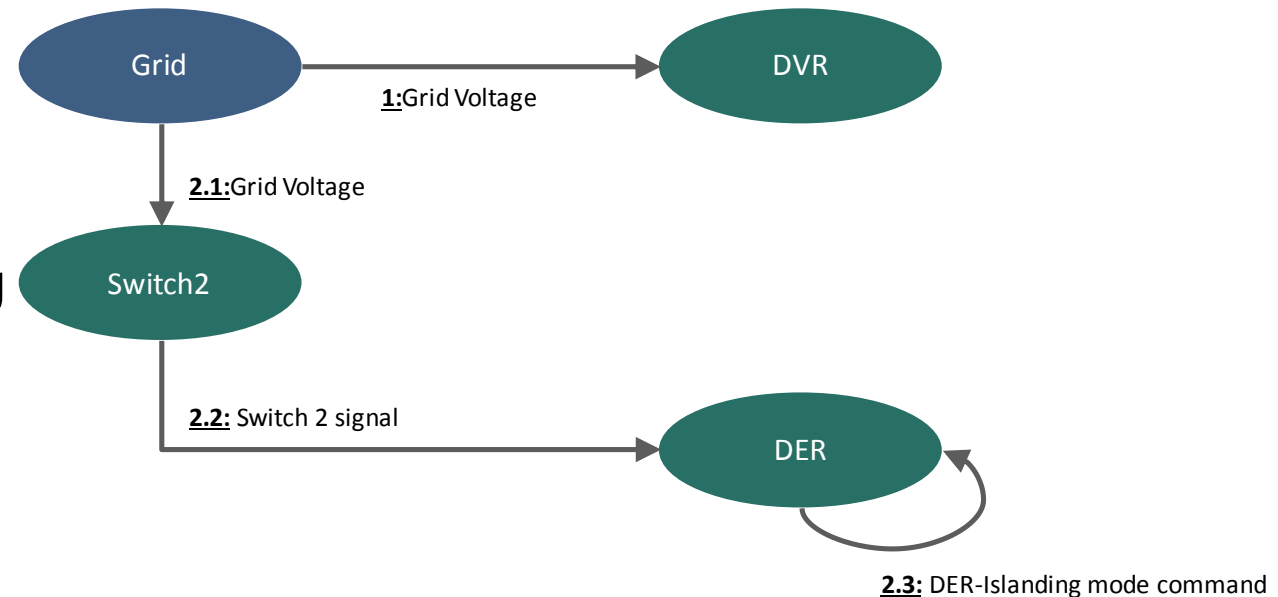 Grid
DVR
1:Grid Voltage
2.1:Grid Voltage
Switch2
2.2: Switch 2 signal
DER
2.3: DER-Islanding mode command